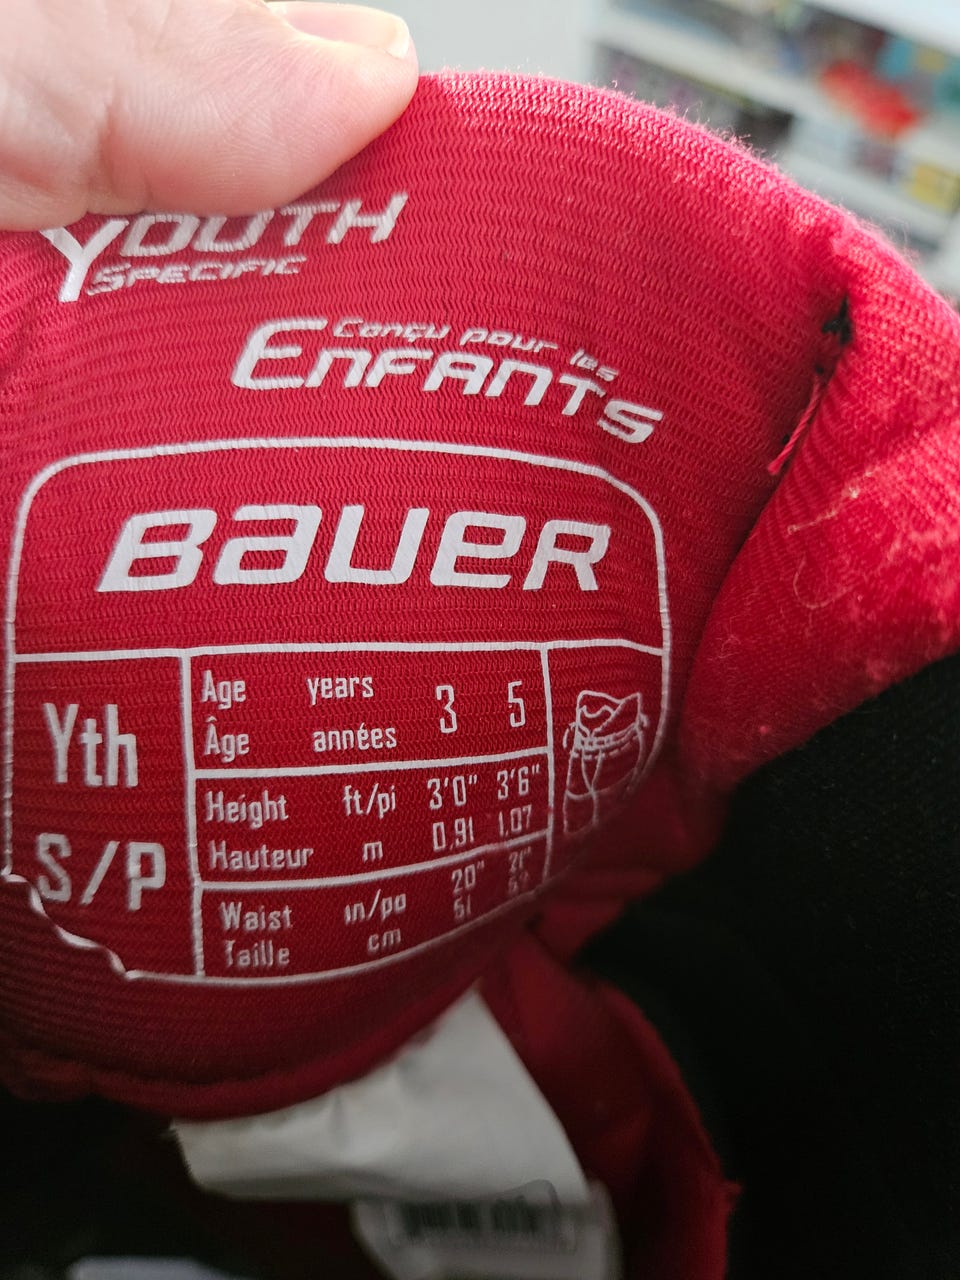 YOUTH
SPECIFIC
Conçu pour les
ENFANTS
BAUER
Yth
S/P
Age years 3 5
Âge années
Height ft/pi 3'0" 3'6"
Hauteur m 0,91 1,07
Waist in/po 20" 21"
Taille cm 51